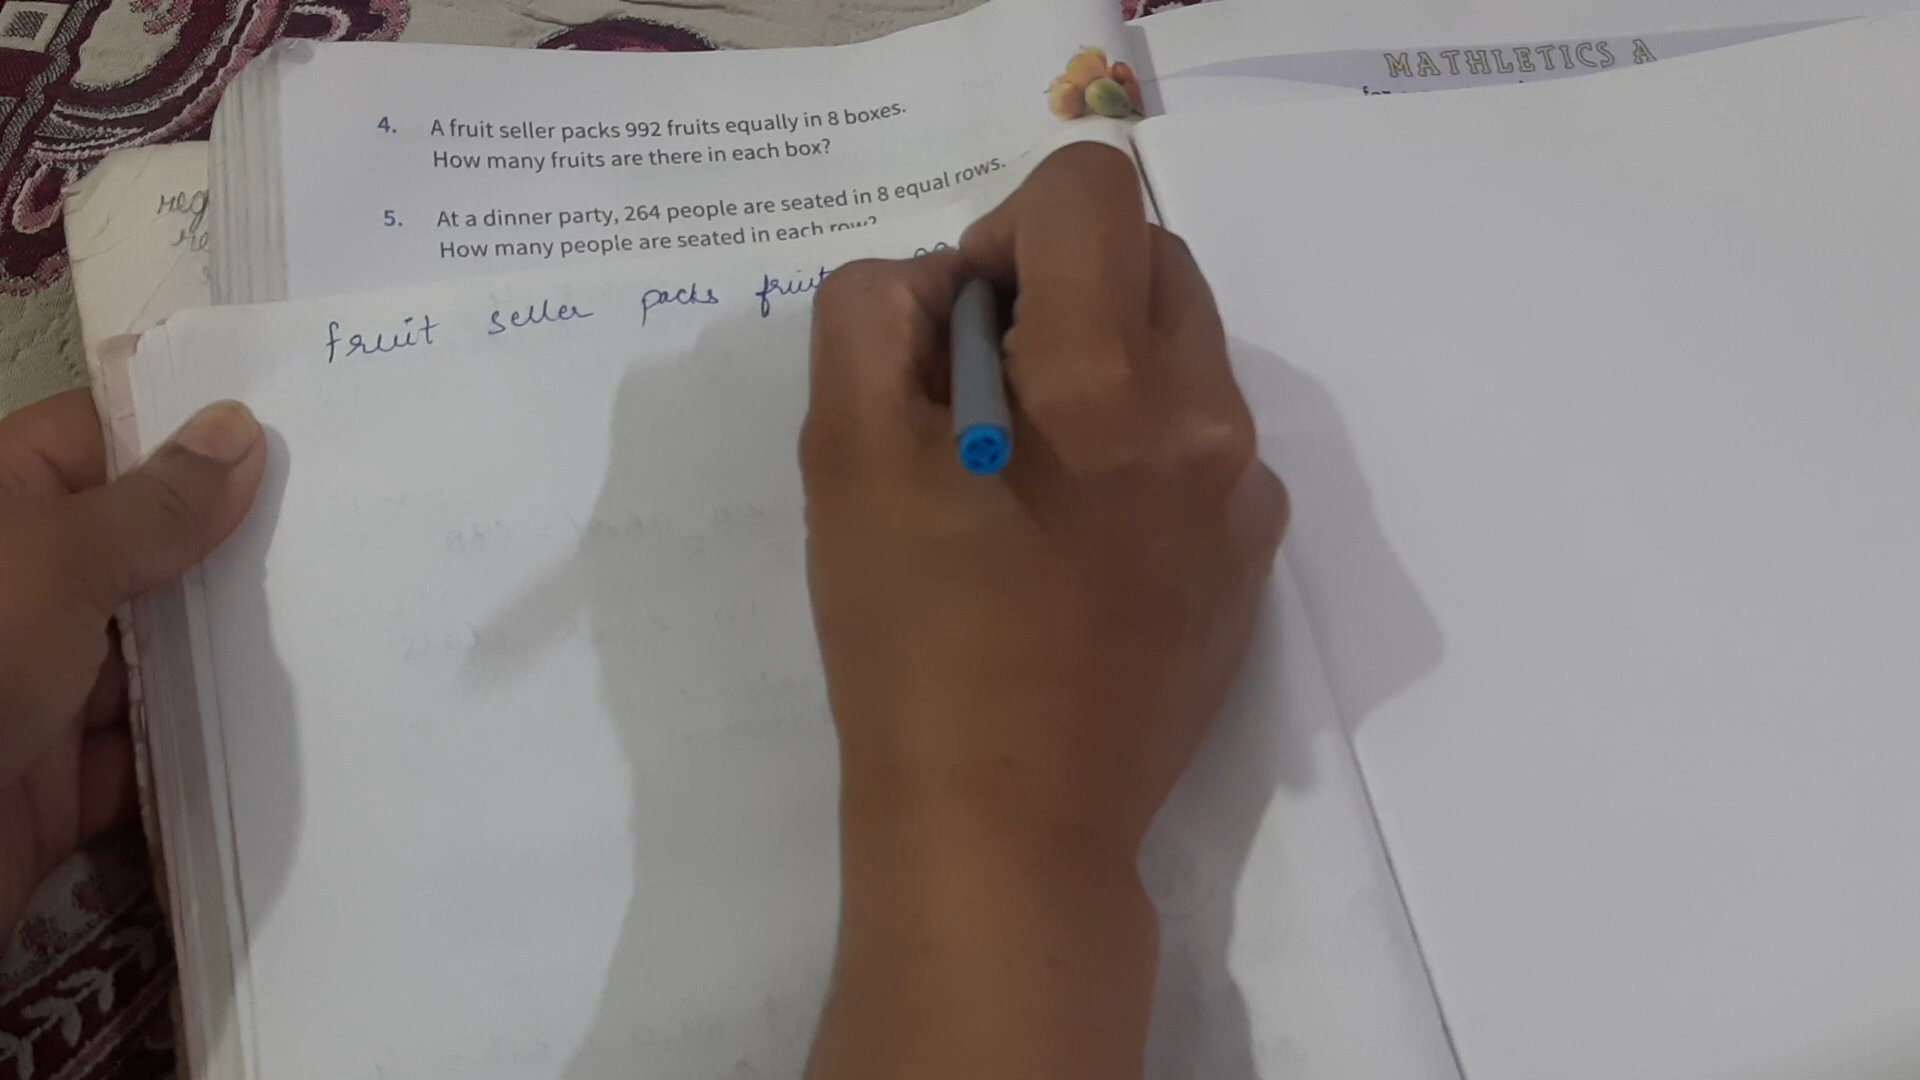 MATHLETICS A
4. A fruit seller packs 992 fruits equally in 8 boxes.
How many fruits are there in each box?
5. At a dinner party, 264 people are seated in 8 equal rows.
How many people are seated in each row?
fruit seller packs fruit